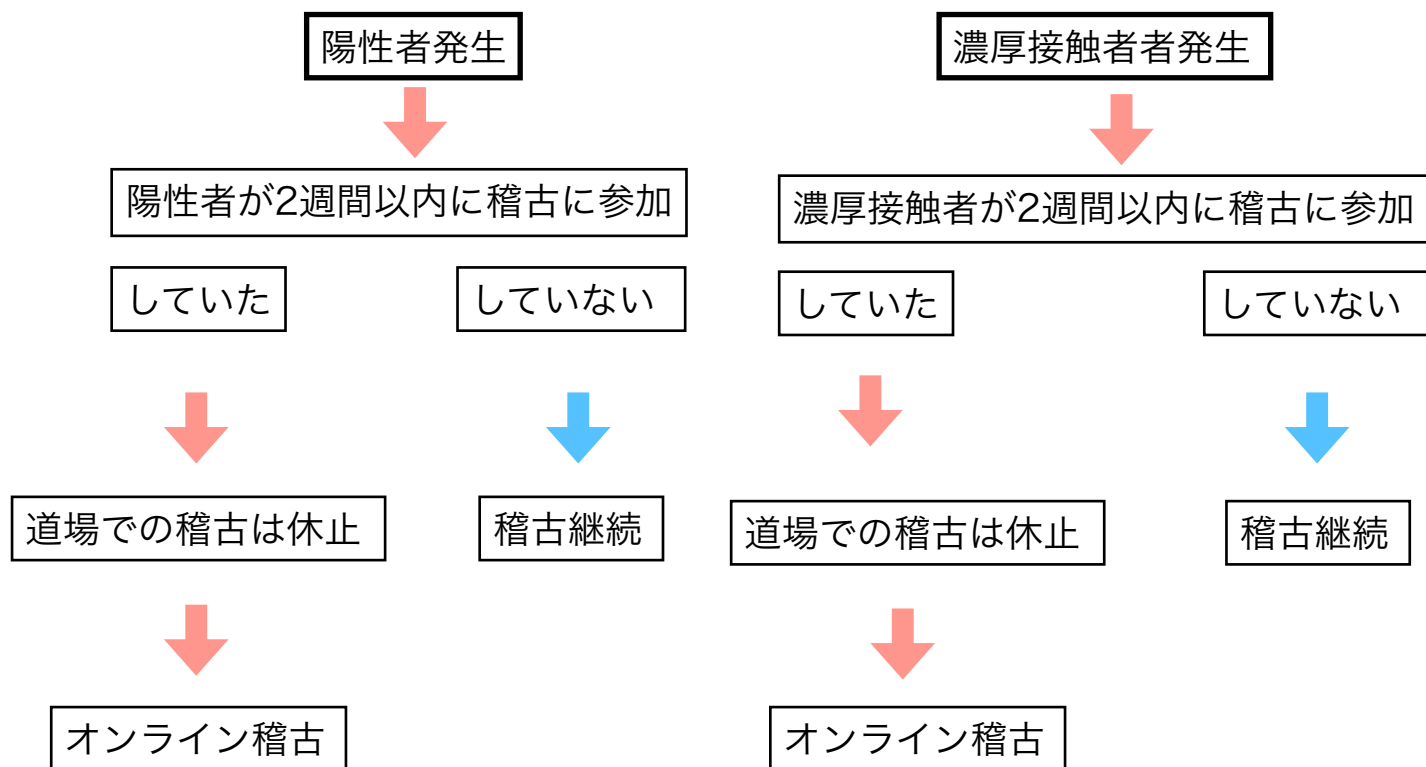 陽性者発生
陽性者が2週間以内に稽古に参加
していた
していない
道場での稽古は休止
稽古継続
オンライン稽古
濃厚接触者者発生
濃厚接触者が2週間以内に稽古に参加
していた
していない
道場での稽古は休止
稽古継続
オンライン稽古